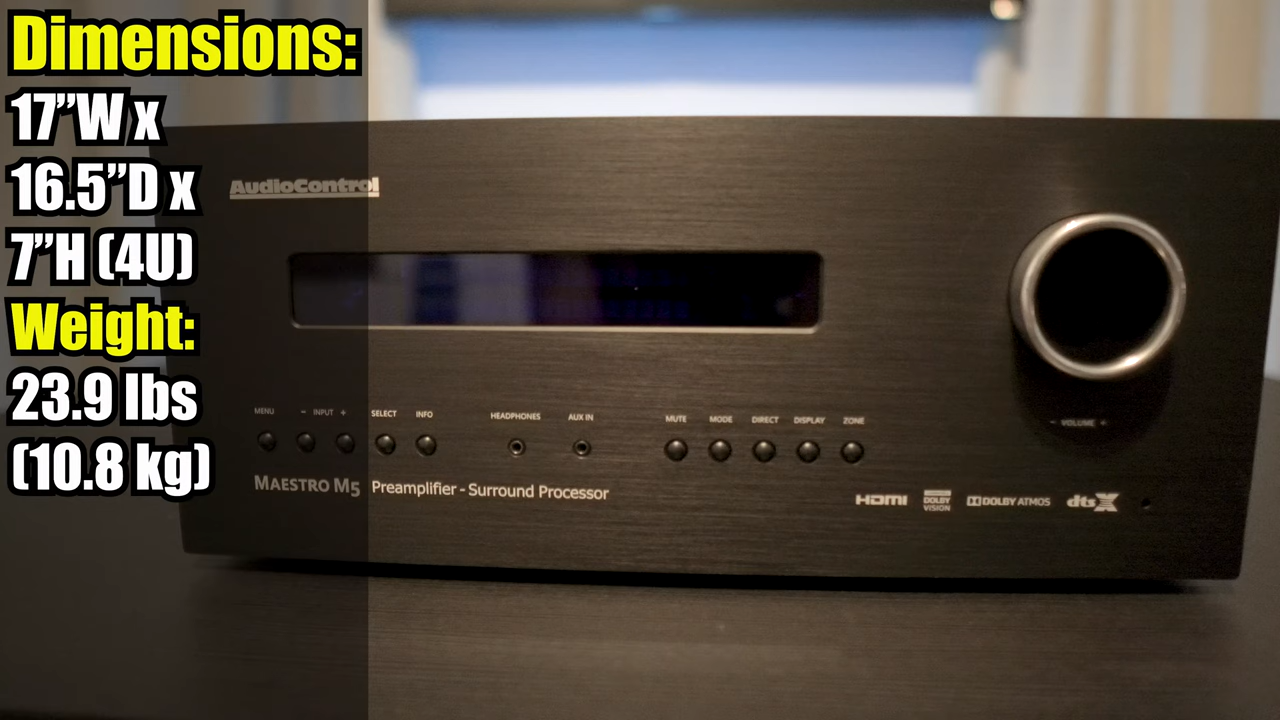 Dimensions:
17”W x
16.5”D x
7”H (4U)
Weight:
23.9 lbs
(10.8 kg)
AudioControl
MENU − INPUT + SELECT INFO HEADPHONES AUX IN MUTE MODE DIRECT DISPLAY ZONE
− VOLUME +
MAESTRO M5 Preamplifier - Surround Processor
HDMI DOLBY VISION DOLBY ATMOS dts X